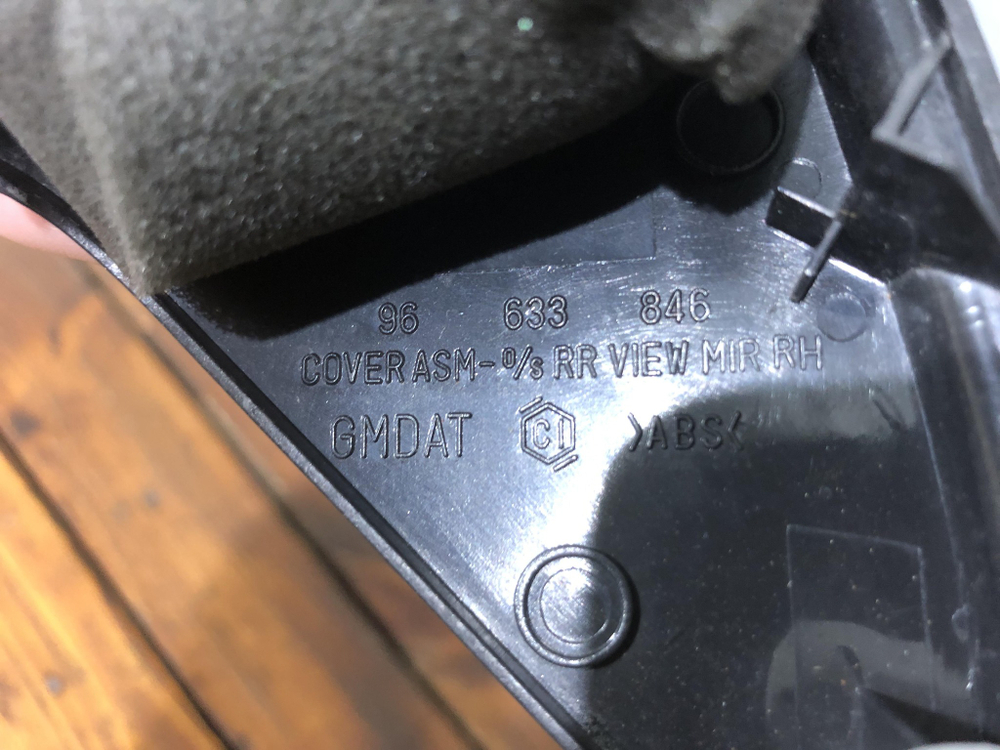 96 633 846
COVER ASM-O/S RR VIEW MIR RH
GMDAT CI >ABS<